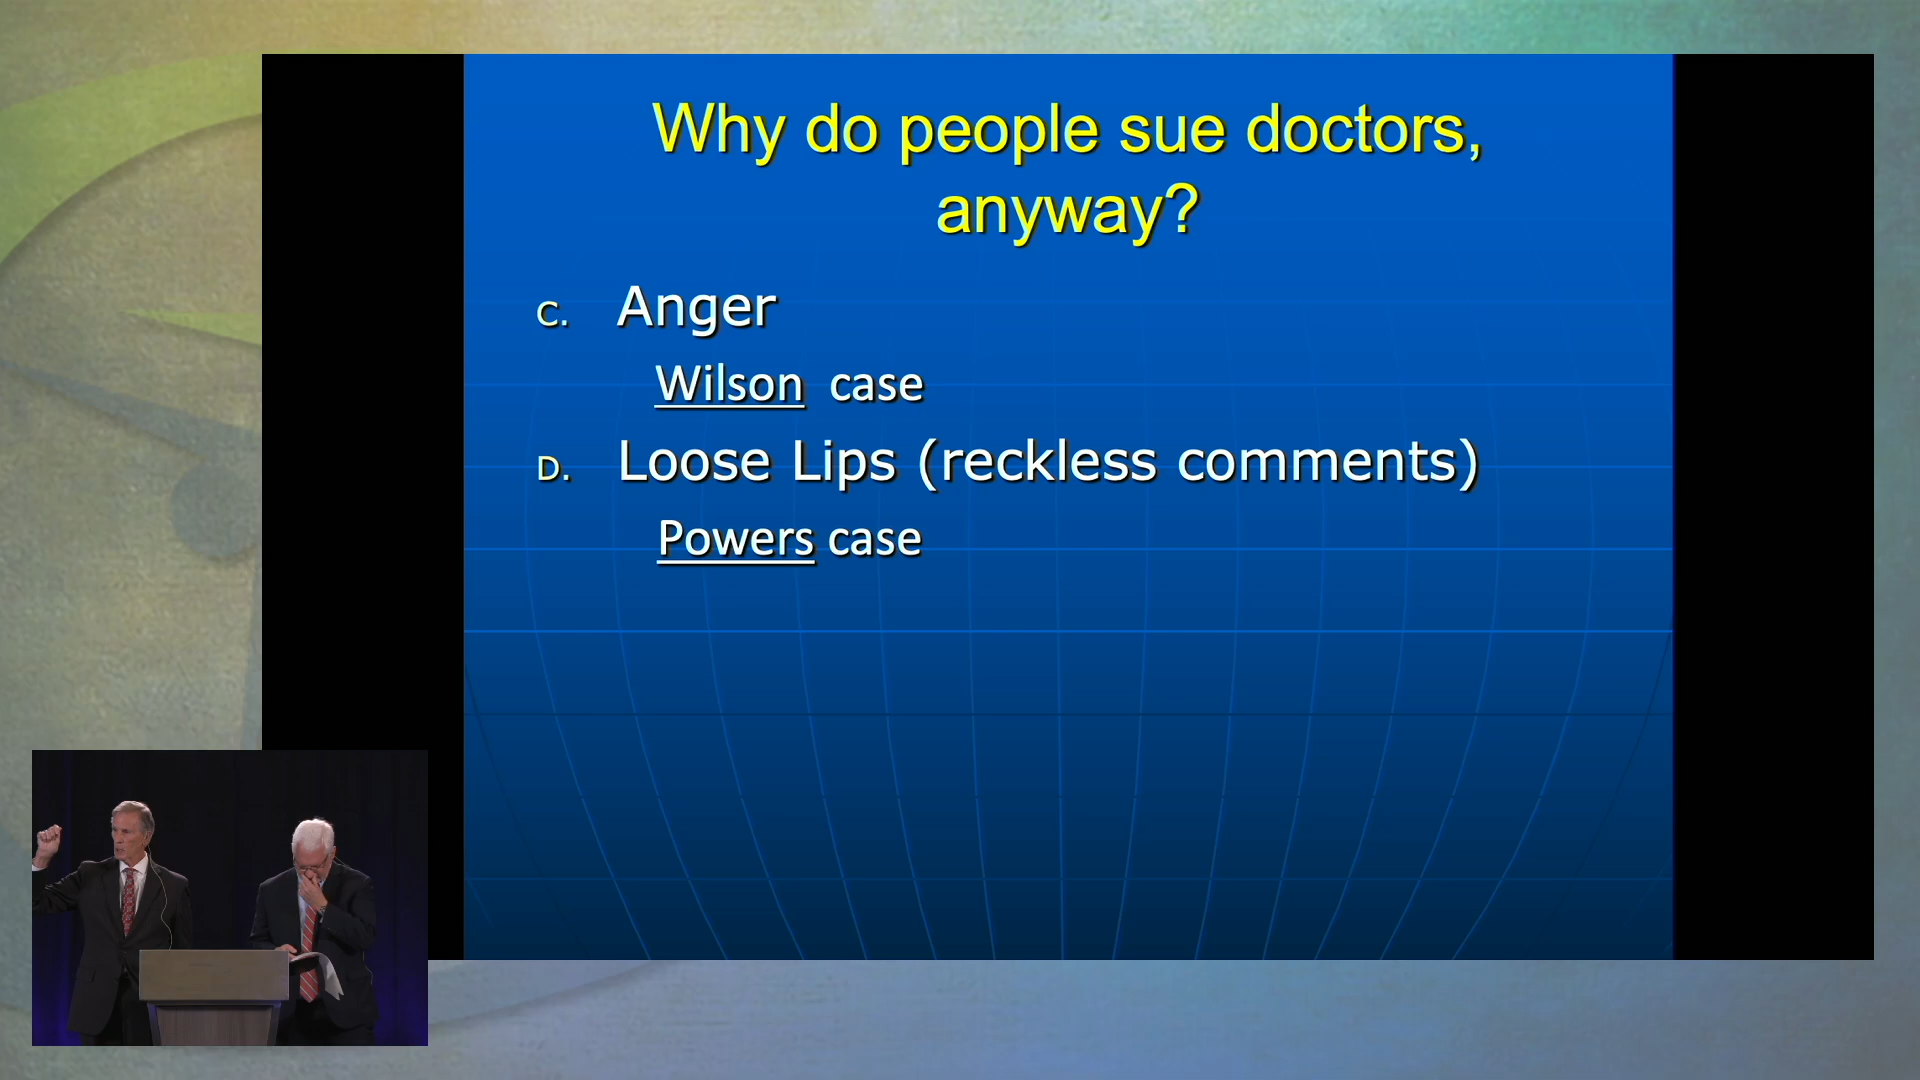 Why do people sue doctors,
anyway?
C. Anger
Wilson case
D. Loose Lips (reckless comments)
Powers case